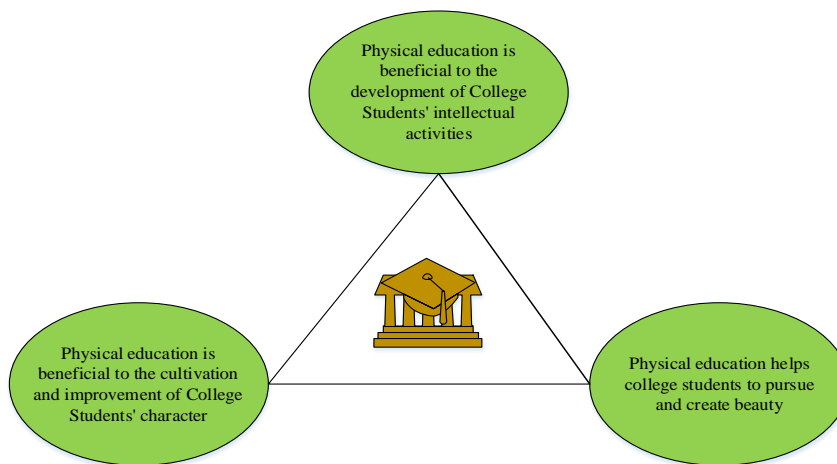 Physical education is
beneficial to the
development of College
Students' intellectual
activities
Physical education is
beneficial to the cultivation
and improvement of College
Students' character
Physical education helps
college students to pursue
and create beauty